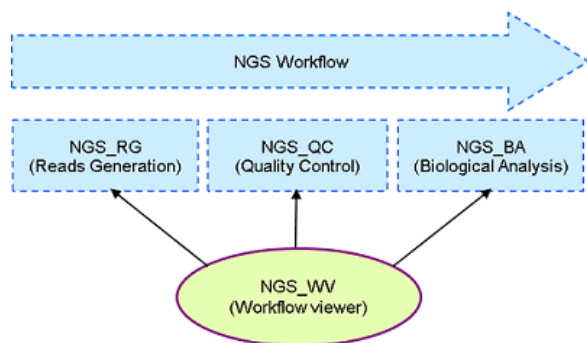 NGS Workflow
NGS_RG
(Reads Generation)
NGS_QC
(Quality Control)
NGS_BA
(Biological Analysis)
NGS_WV
(Workflow viewer)